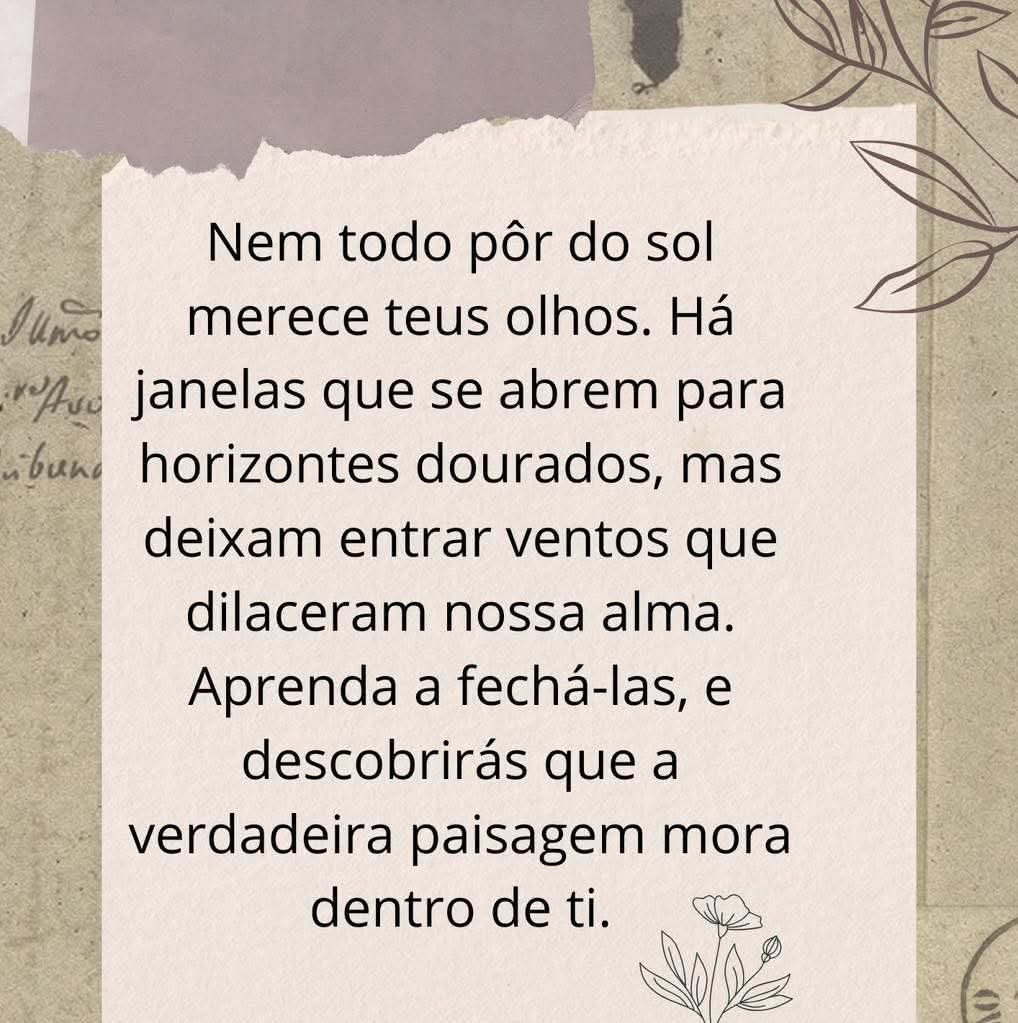 Nem todo pôr do sol
merece teus olhos. Há
janelas que se abrem para
horizontes dourados, mas
deixam entrar ventos que
dilaceram nossa alma.
Aprenda a fechá-las, e
descobrirás que a
verdadeira paisagem mora
dentro de ti.